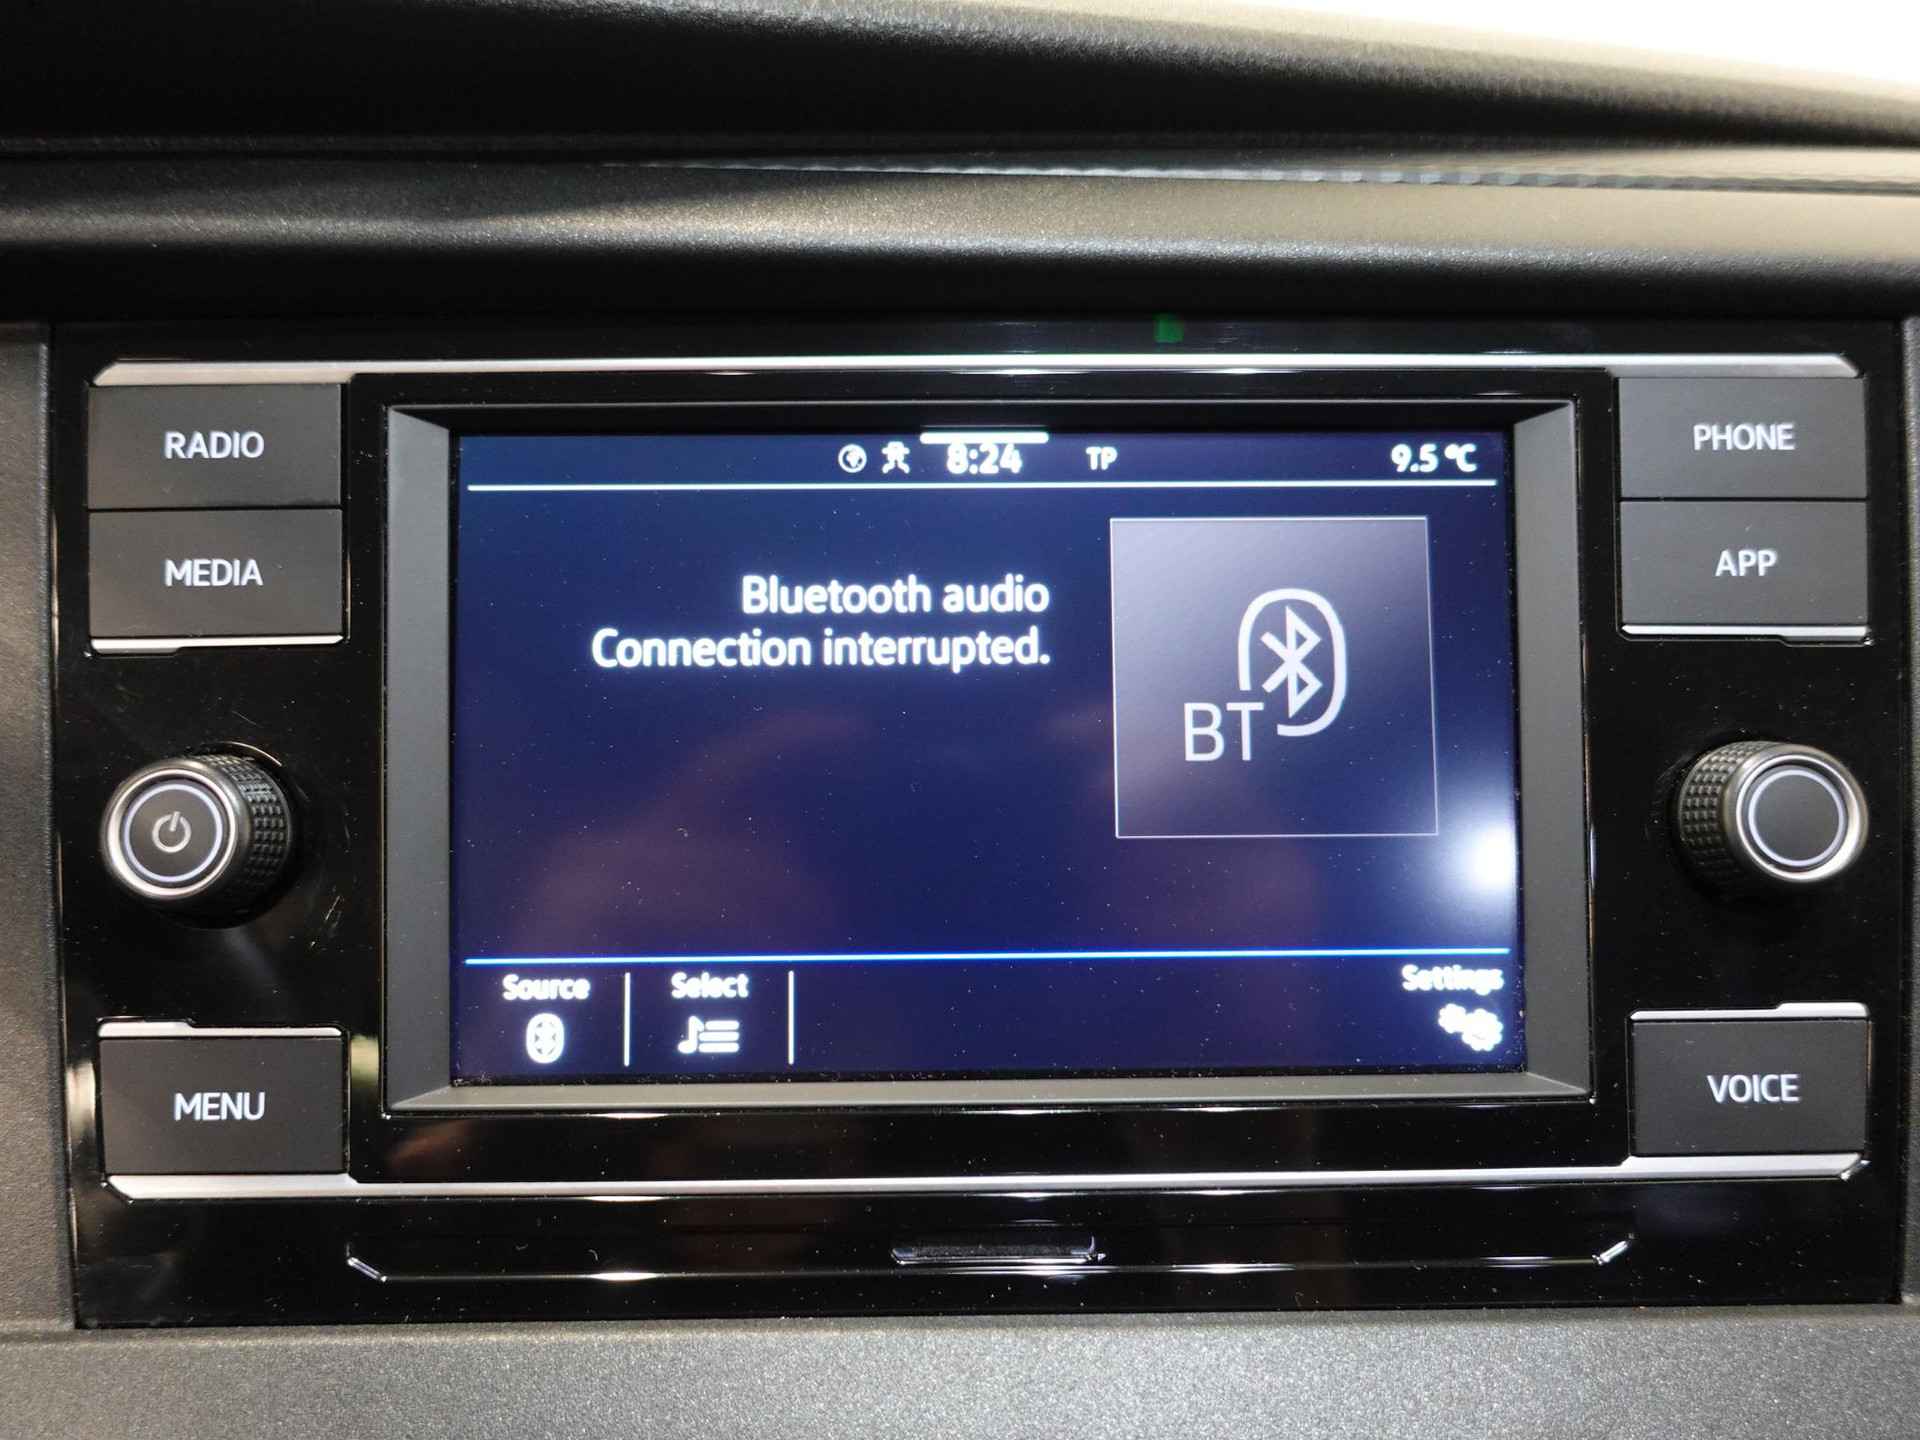 RADIO
MEDIA
MENU
8:24 TP 9.5 °C
Bluetooth audio
Connection interrupted.
BT
Source
Select
Settings
PHONE
APP
VOICE